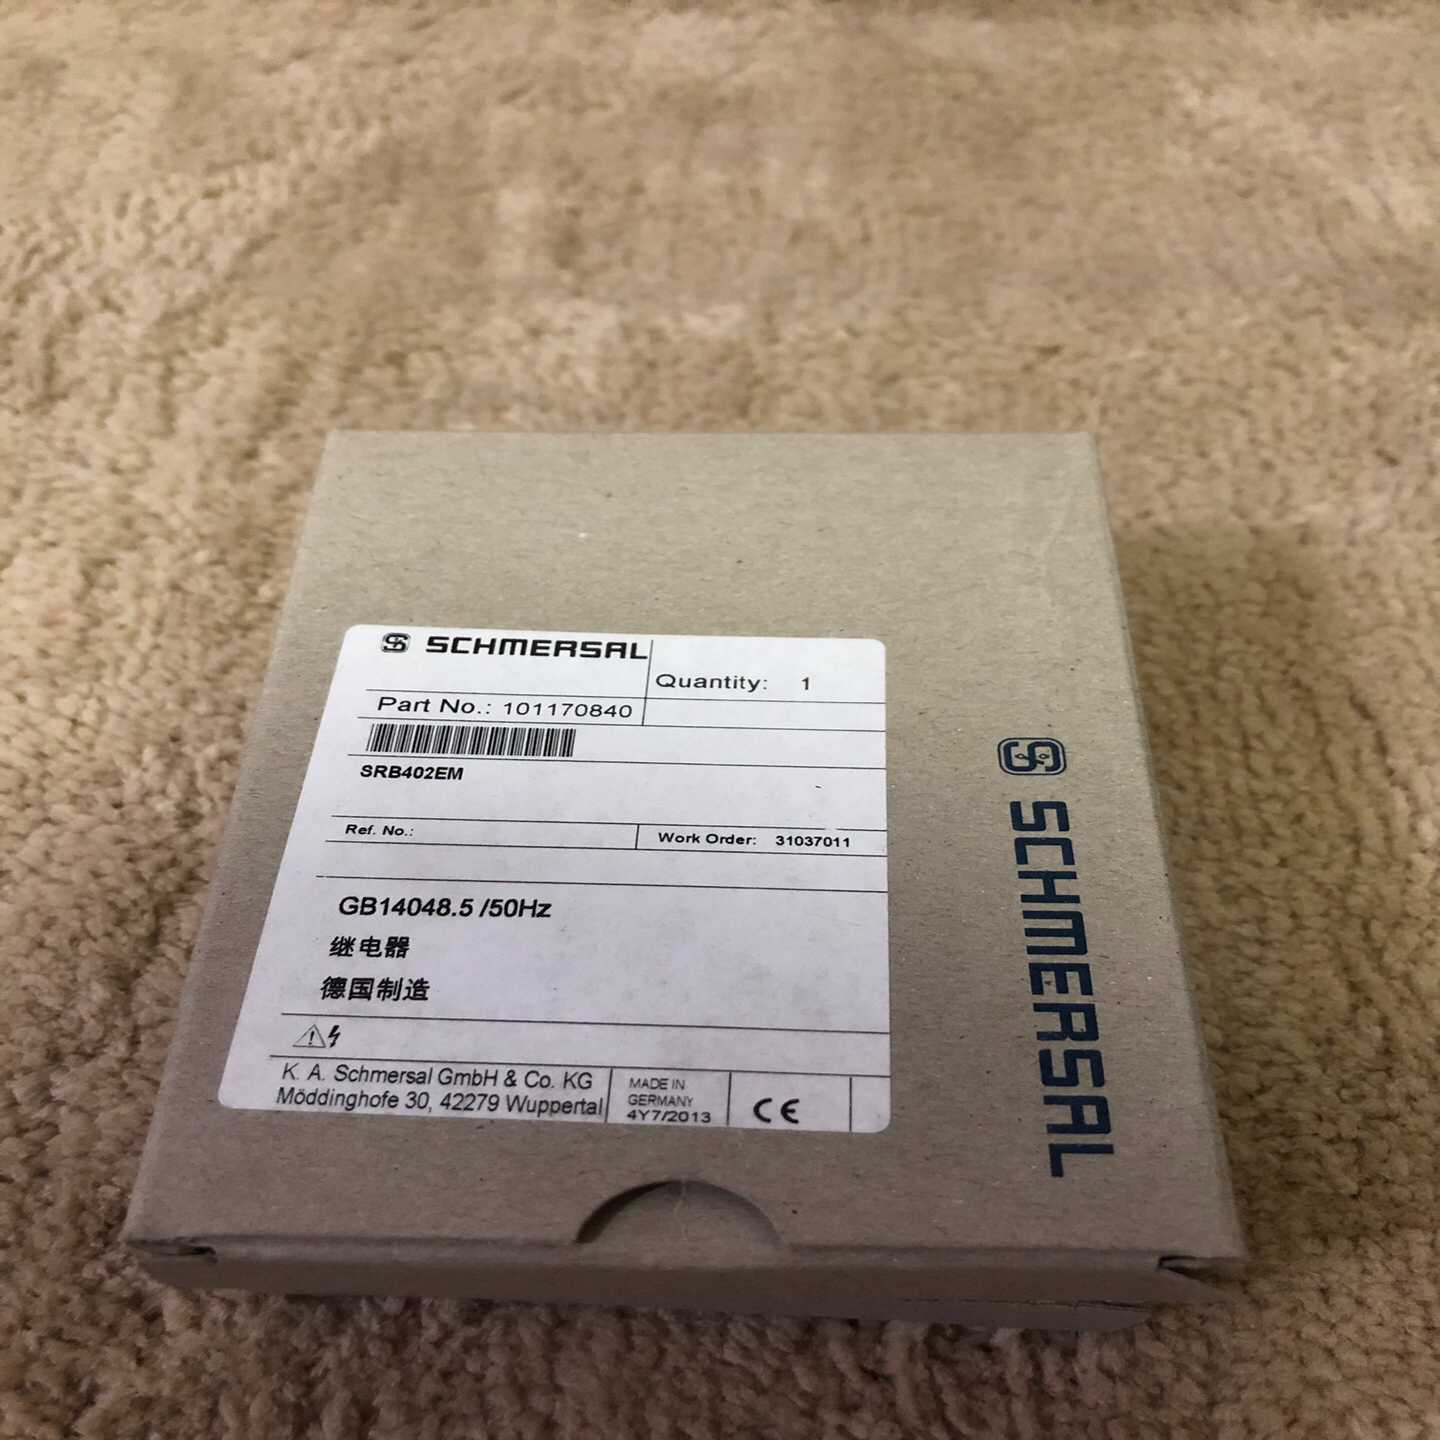 SCHMERSAL
Quantity: 1
Part No.: 101170840
SRB402EM
Ref. No.:
Work Order: 31037011
GB14048.5 /50Hz
继电器
德国制造
K. A. Schmersal GmbH & Co. KG
Möddinghofe 30, 42279 Wuppertal
MADE IN
GERMANY
4Y7/2013
CE
SCHMERSAL